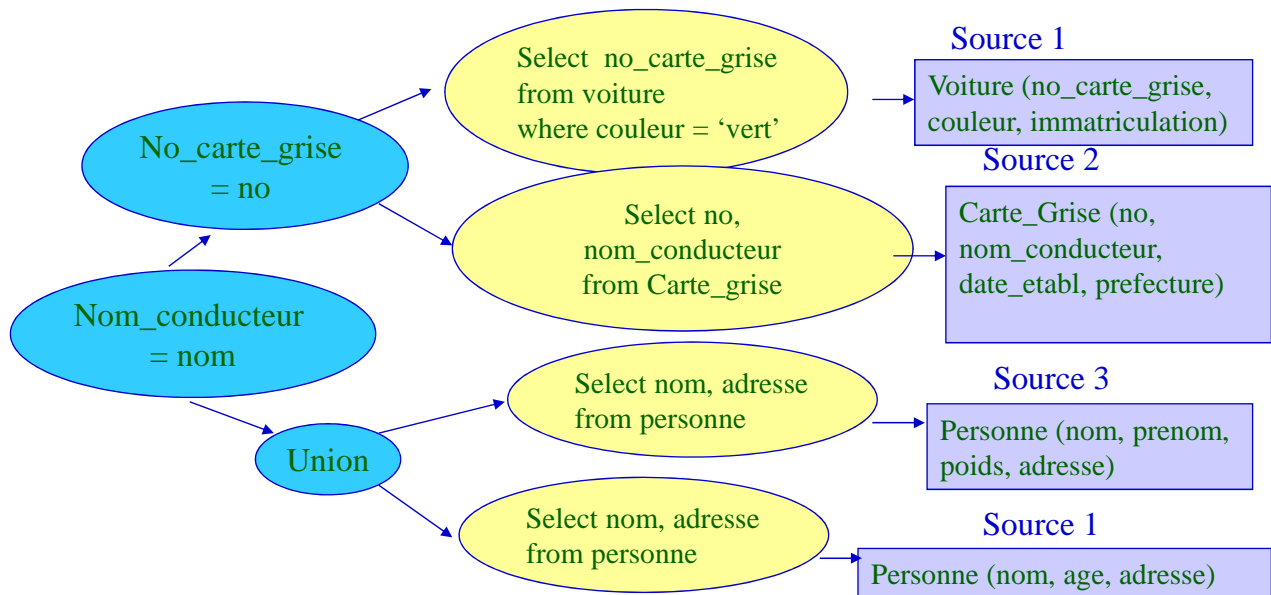 Source 1
Select  no_carte_grise
from voiture
where couleur = ‘vert’
Voiture (no_carte_grise,
couleur, immatriculation)
No_carte_grise
= no
Source 2
Select no,
nom_conducteur
from Carte_grise
Carte_Grise (no,
nom_conducteur,
date_etabl, prefecture)
Nom_conducteur
= nom
Source 3
Select nom, adresse
from personne
Personne (nom, prenom,
poids, adresse)
Union
Source 1
Select nom, adresse
from personne
Personne (nom, age, adresse)